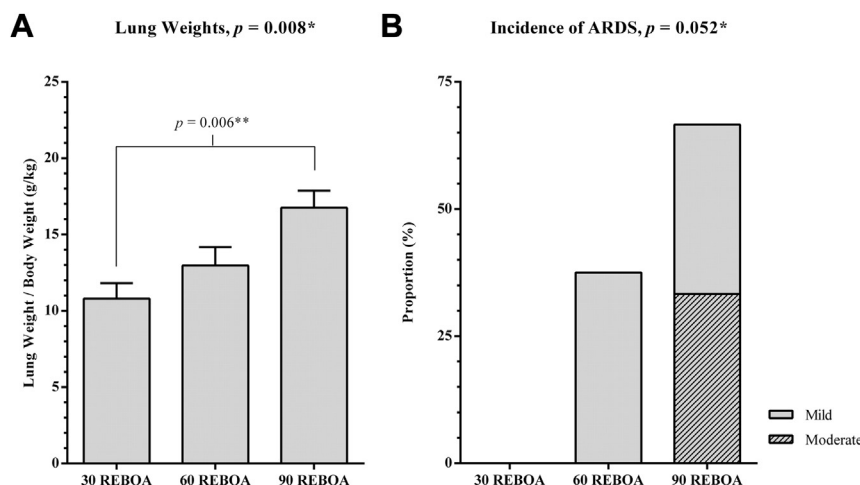 A
Lung Weights, p = 0.008*
25
20
15
10
5
0
Lung Weight / Body Weight (g/kg)
p = 0.006**
30 REBOA
60 REBOA
90 REBOA
B
Incidence of ARDS, p = 0.052*
75
50
25
0
Proportion (%)
30 REBOA
60 REBOA
90 REBOA
Mild
Moderate